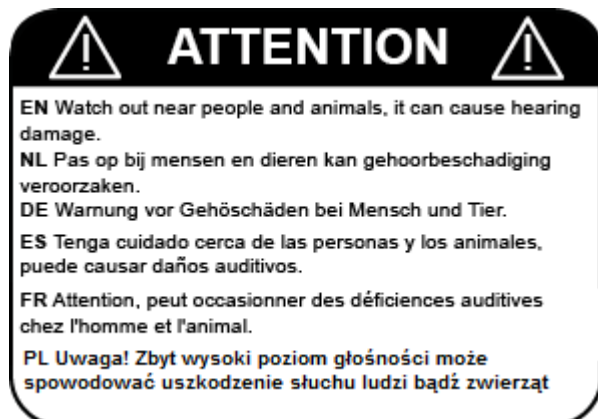 ATTENTION
EN Watch out near people and animals, it can cause hearing
damage.
NL Pas op bij mensen en dieren kan gehoorbeschadiging
veroorzaken.
DE Warnung vor Gehöschäden bei Mensch und Tier.
ES Tenga cuidado cerca de las personas y los animales,
puede causar daños auditivos.
FR Attention, peut occasionner des déficiences auditives
chez l'homme et l'animal.
PL Uwaga! Zbyt wysoki poziom głośności może
spowodować uszkodzenie słuchu ludzi bądź zwierząt